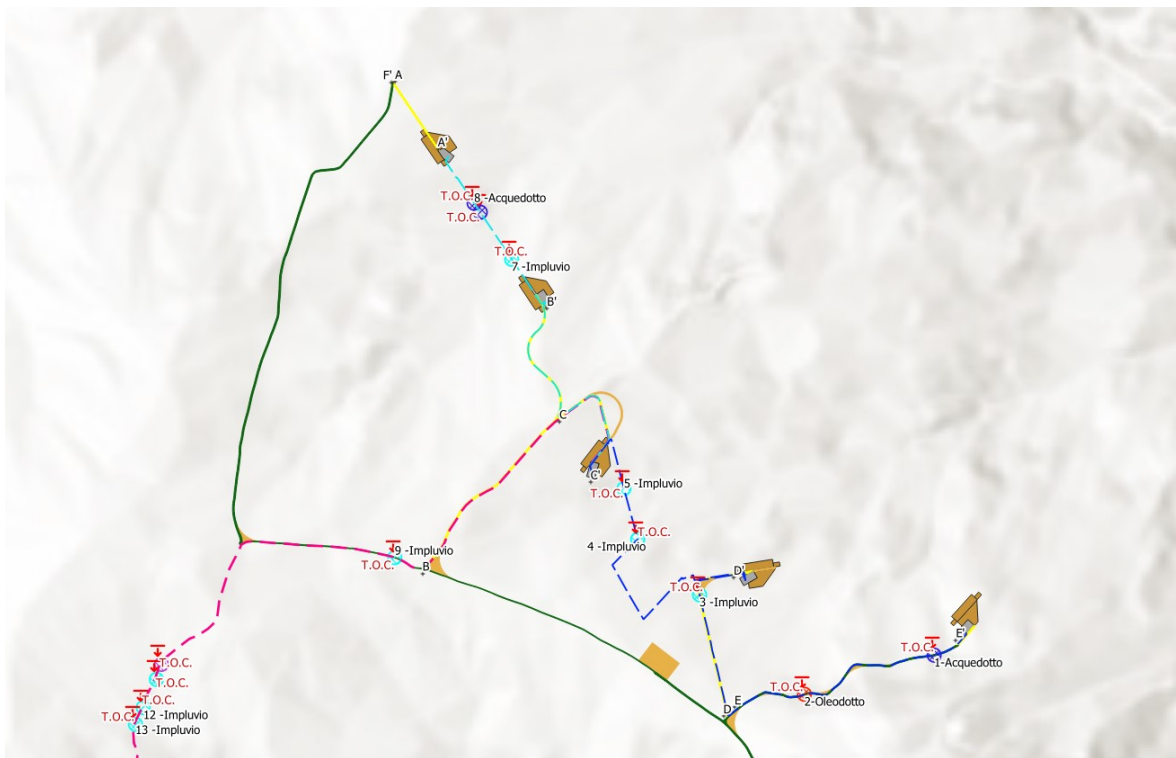 F' A
A'
T.O.C.
8 -Acquedotto
T.O.C.
T.O.C.
7 -Impluvio
B'
C
C'
5 -Impluvio
T.O.C.
T.O.C.
4 -Impluvio
9 -Impluvio
T.O.C.
B
D'
T.O.C.
3 -Impluvio
E'
T.O.C.
1-Acquedotto
T.O.C.
2-Oleodotto
E
D
T.O.C.
T.O.C.
T.O.C.
T.O.C.
12 -Impluvio
13 -Impluvio